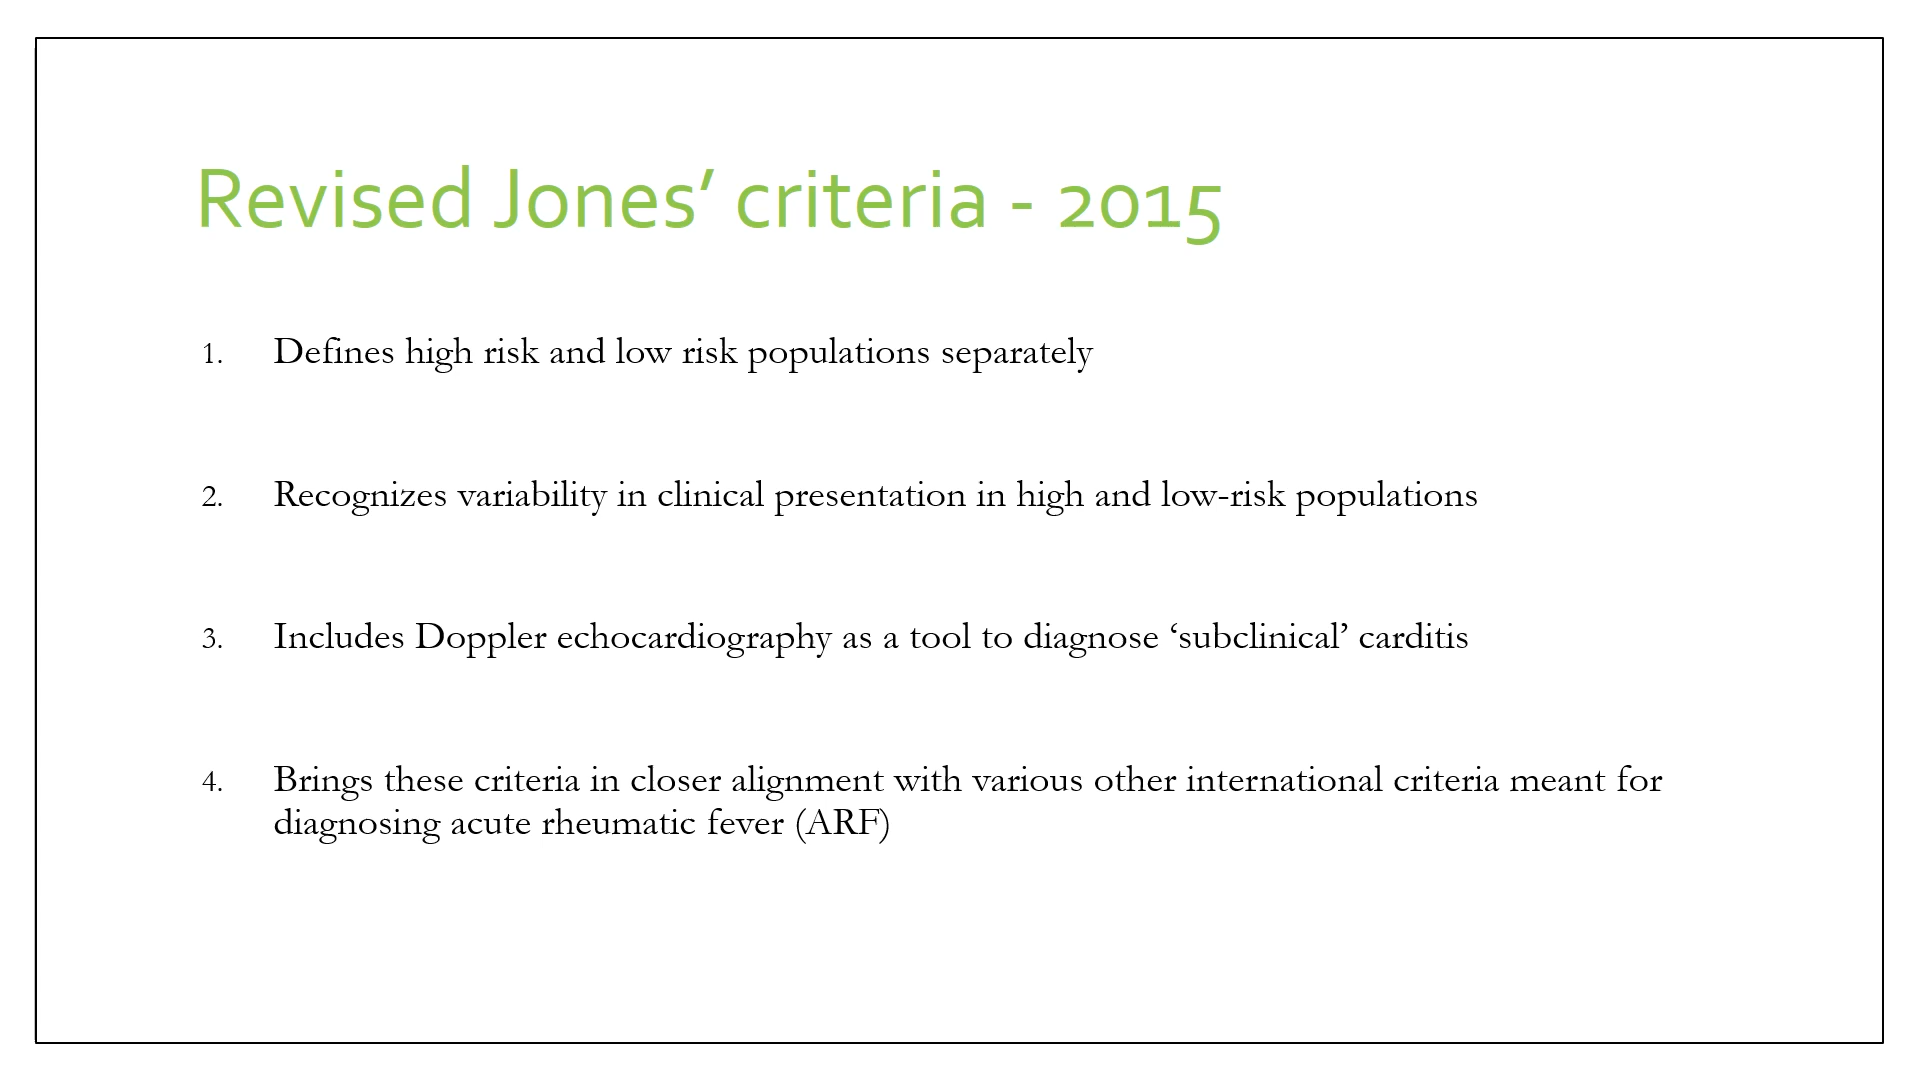 Revised Jones’ criteria - 2015
1. Defines high risk and low risk populations separately
2. Recognizes variability in clinical presentation in high and low-risk populations
3. Includes Doppler echocardiography as a tool to diagnose ‘subclinical’ carditis
4. Brings these criteria in closer alignment with various other international criteria meant for
diagnosing acute rheumatic fever (ARF)